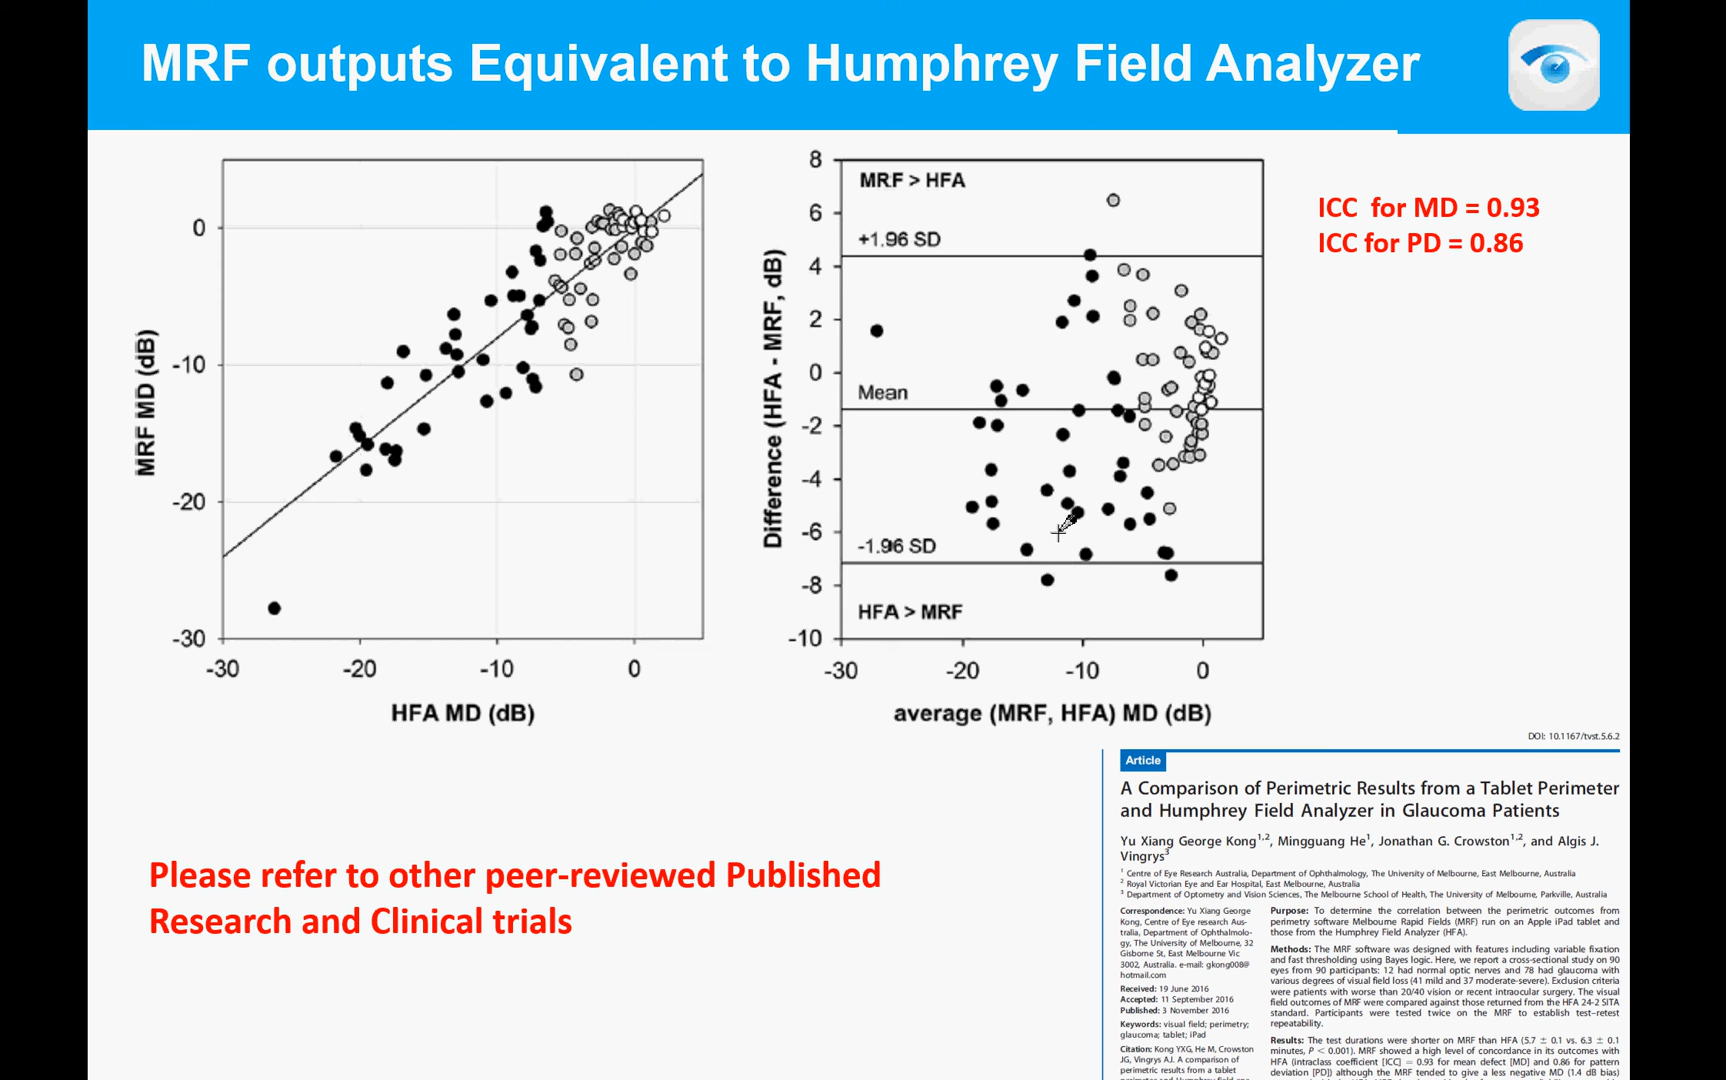 MRF outputs Equivalent to Humphrey Field Analyzer
MRF MD (dB)
0
-10
-20
-30
-30
-20
-10
0
HFA MD (dB)
Difference (HFA - MRF, dB)
8
6
4
2
0
-2
-4
-6
-8
-10
MRF > HFA
+1.96 SD
Mean
-1.96 SD
HFA > MRF
-30
-20
-10
0
average (MRF, HFA) MD (dB)
ICC for MD = 0.93
ICC for PD = 0.86
Please refer to other peer-reviewed Published
Research and Clinical trials
DOI: 10.1167/tvst.5.6.2
Article
A Comparison of Perimetric Results from a Tablet Perimeter
and Humphrey Field Analyzer in Glaucoma Patients
Yu Xiang George Kong1,2, Mingguang He1, Jonathan G. Crowston1,2, and Algis J.
Vingrys3
1 Centre of Eye Research Australia, Department of Ophthalmology, The University of Melbourne, East Melbourne, Australia
2 Royal Victorian Eye and Ear Hospital, East Melbourne, Australia
3 Department of Optometry and Vision Sciences, The Melbourne School of Health, The University of Melbourne, Parkville, Australia
Correspondence: Yu Xiang George
Kong, Centre of Eye research Aus-
tralia, Department of Ophthalmolo-
gy, The University of Melbourne, 32
Gisborne St, East Melbourne Vic
3002, Australia. e-mail: gkong008@
hotmail.com
Received: 19 June 2016
Accepted: 11 September 2016
Published: 3 November 2016
Keywords: visual field; perimetry;
glaucoma; tablet; iPad
Citation: Kong YXG, He M, Crowston
JG, Vingrys AJ. A comparison of
perimetric results from a tablet
Purpose: To determine the correlation between the perimetric outcomes from
perimetry software Melbourne Rapid Fields (MRF) run on an Apple iPad tablet and
those from the Humphrey Field Analyzer (HFA).
Methods: The MRF software was designed with features including variable fixation
and fast thresholding using Bayes logic. Here, we report a cross-sectional study on 90
eyes from 90 participants: 12 had normal optic nerves and 78 had glaucoma with
various degrees of visual field loss (41 mild and 37 moderate-severe). Exclusion criteria
were patients with worse than 20/40 vision or recent intraocular surgery. The visual
field outcomes of MRF were compared against those returned from the HFA 24-2 SITA
standard. Participants were tested twice on the MRF to establish test–retest
repeatability.
Results: The test durations were shorter on MRF than HFA (5.7 ± 0.1 vs. 6.3 ± 0.1
minutes, P < 0.001). MRF showed a high level of concordance in its outcomes with
HFA (intraclass coefficient [ICC] = 0.93 for mean defect [MD] and 0.86 for pattern
deviation [PD]) although the MRF tended to give a less negative MD (1.4 dB bias)